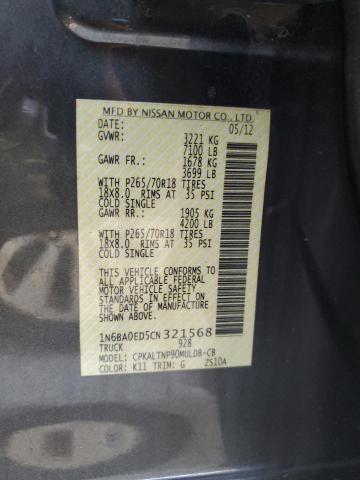 MFD BY NISSAN MOTOR CO., LTD.
DATE: 05/12
GVWR: 3221 KG
7100 LB
GAWR FR.: 1678 KG
3699 LB
WITH P265/70R18 TIRES
18X8.0 RIMS AT 35 PSI
COLD SINGLE
GAWR RR.: 1905 KG
4200 LB
WITH P265/70R18 TIRES
18X8.0 RIMS AT 35 PSI
COLD SINGLE
THIS VEHICLE CONFORMS TO
ALL APPLICABLE FEDERAL
MOTOR VEHICLE SAFETY
STANDARDS IN EFFECT ON
THE DATE OF MANUFACTURE
SHOWN ABOVE.
1N6BA0ED5CN321568
TRUCK 928
MODEL: CPKALTNP90MULDB-CB
COLOR: K11 TRIM: G ZS10A